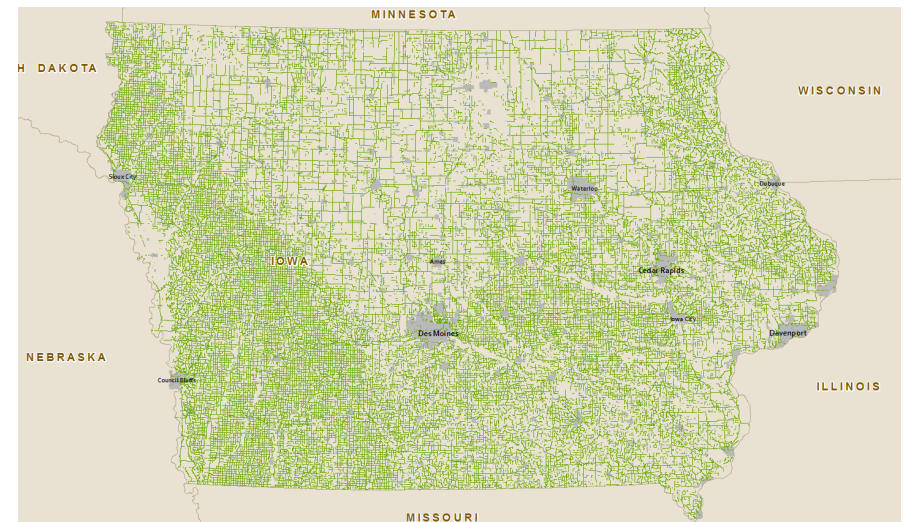 MINNESOTA
H DAKOTA
WISCONSIN
Sioux City
Dubuque
Waterloo
IOWA
Ames
Cedar Rapids
Iowa City
Des Moines
Davenport
NEBRASKA
Council Bluffs
ILLINOIS
MISSOURI